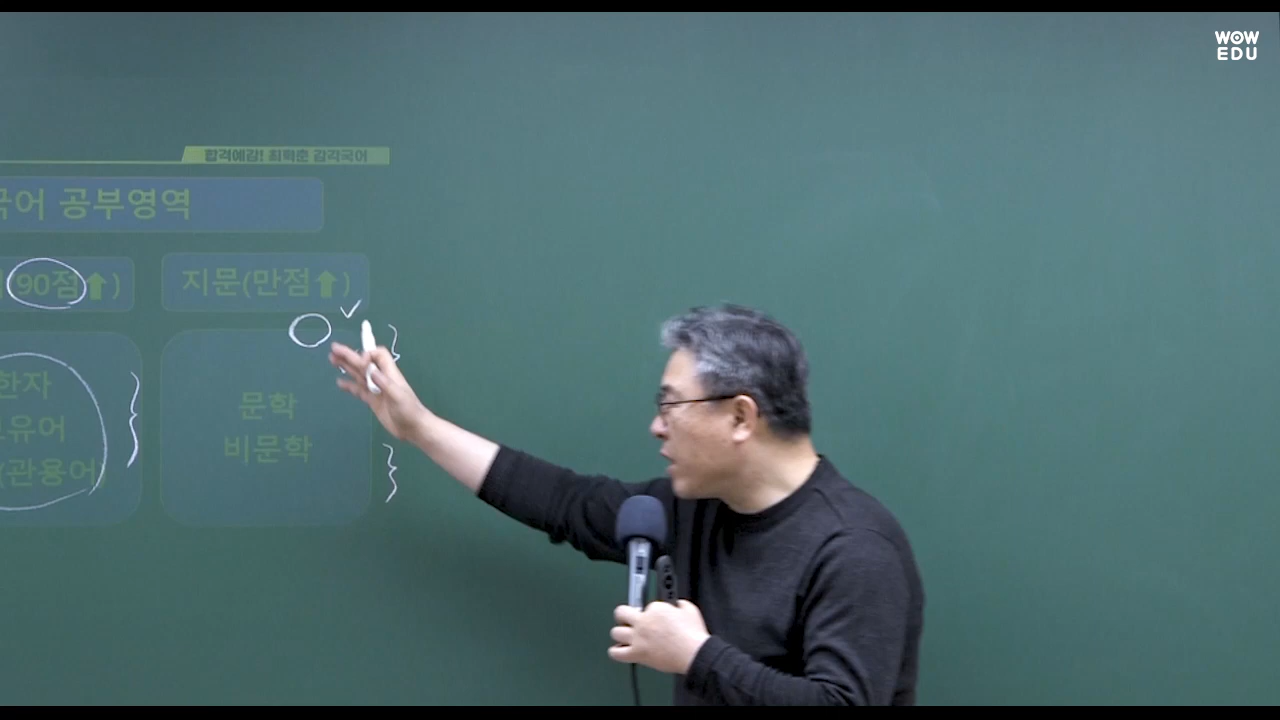 WOW
EDU
합격예감! 최학춘 감각국어
국어 공부영역
(90점↑)
지문(만점↑)
한자
고유어
(관용어)
문학
비문학